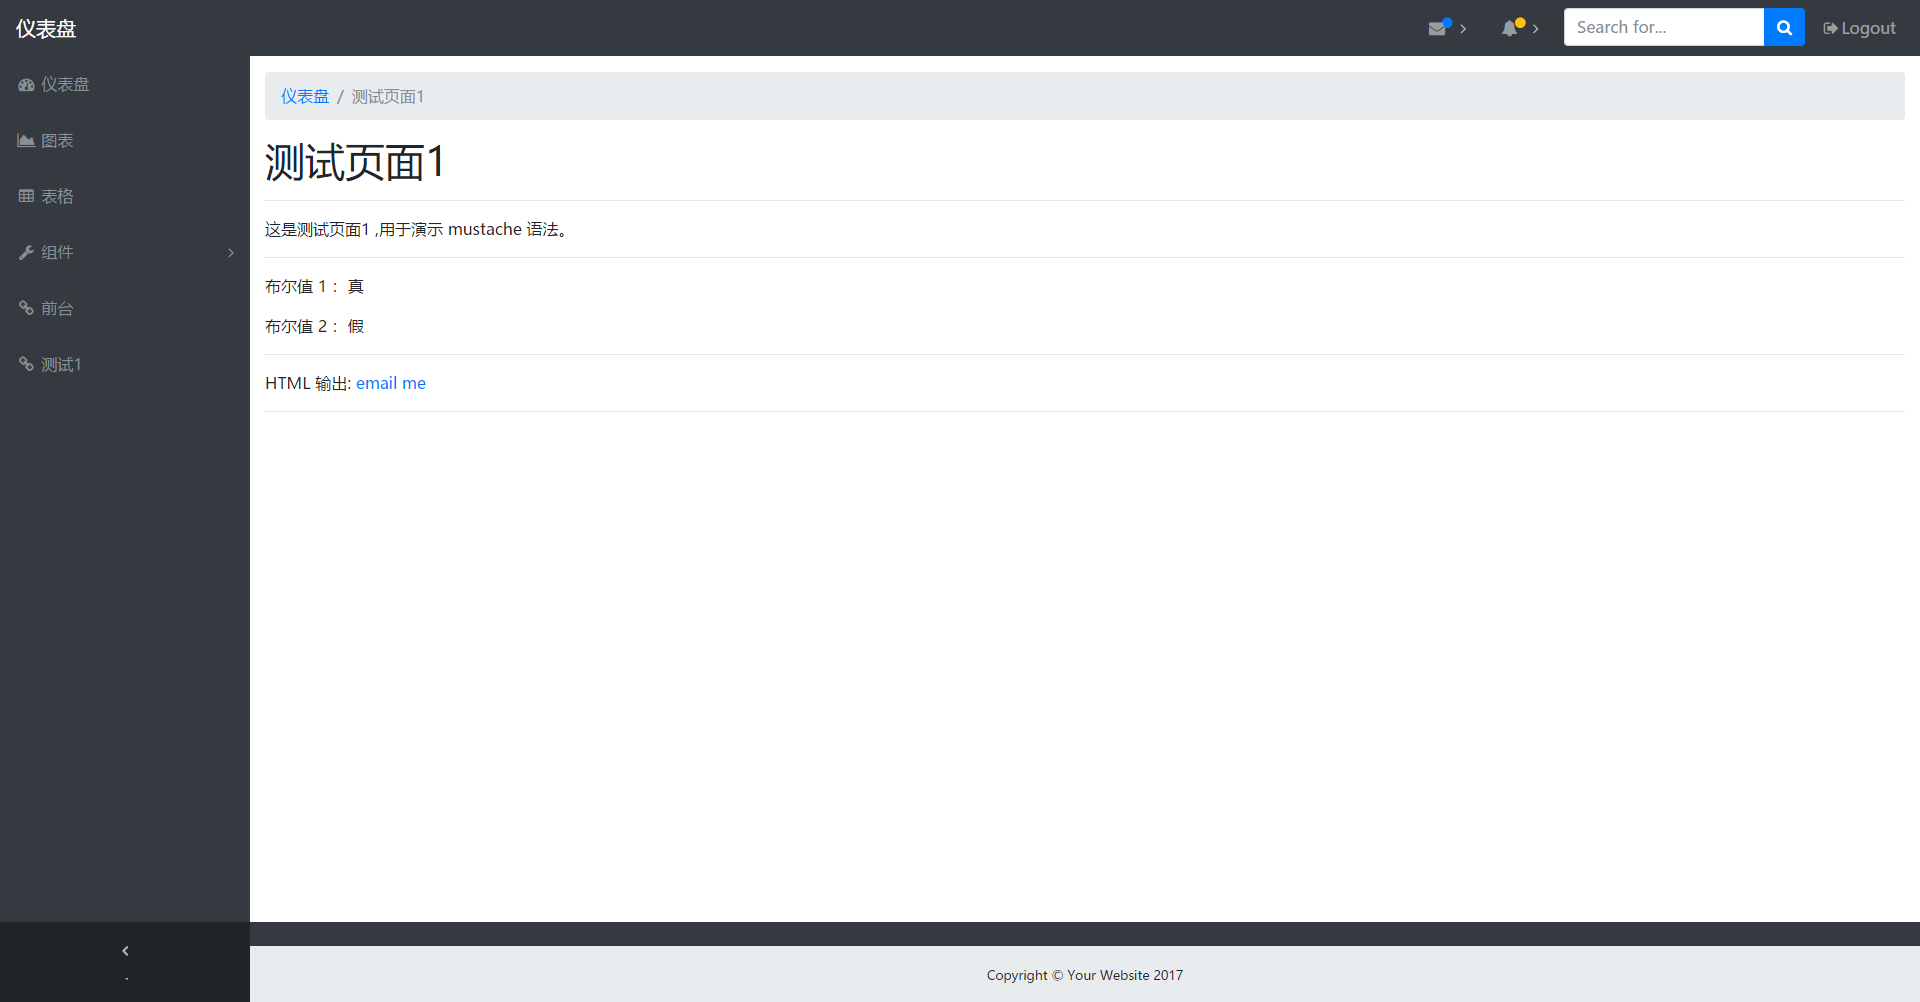 仪表盘
Search for...
Logout
仪表盘
图表
表格
组件
前台
测试1
仪表盘 / 测试页面1
测试页面1
这是测试页面1 ,用于演示 mustache 语法。
布尔值 1 : 真
布尔值 2 : 假
HTML 输出: email me
Copyright © Your Website 2017